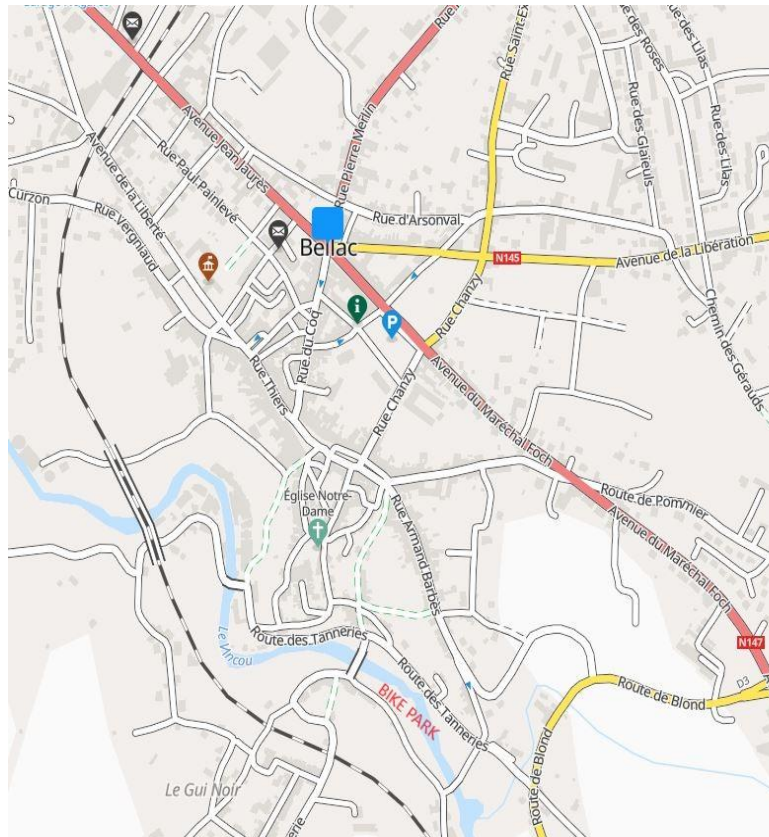 Avenue Jean Jaurès
Rue Pierre Merlin
Rue Saint-Ex
Rue des Lilas
des Roses
Rue des Glaïeuls
Rue des Lilas
Avenue de la Liberté
Rue Paul Painlevé
Curzon
Rue Vergniaud
Rue d'Arsonval
Bellac
N145
Avenue de la Libération
i
P
Rue du Coq
Rue Chanzy
Chemin des Gérauds
Rue Thiers
Rue Chanzy
Avenue du Maréchal Foch
Route de Pommier
Église Notre-
Dame
Rue Armand Barbès
Avenue du Maréchal Foch
Le Vincou
Route des Tanneries
N147
D3
Route de Blond
BIKE PARK
Route des Tanneries
Route de Blond
Le Gui Noir
erie